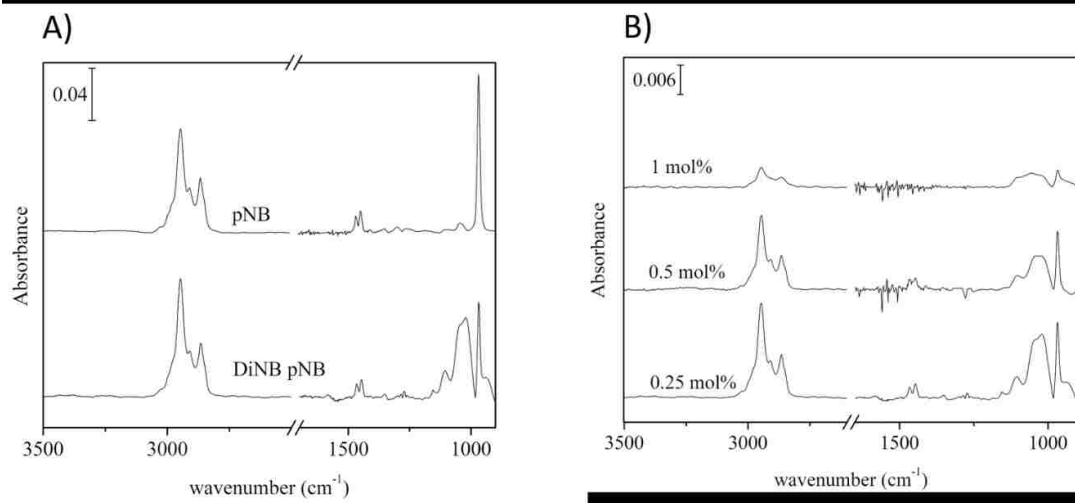 A)
0.04
pNB
DiNB pNB
Absorbance
3500 3000 1500 1000
wavenumber (cm⁻¹)
B)
0.006
1 mol%
0.5 mol%
0.25 mol%
Absorbance
3500 3000 1500 1000
wavenumber (cm⁻¹)